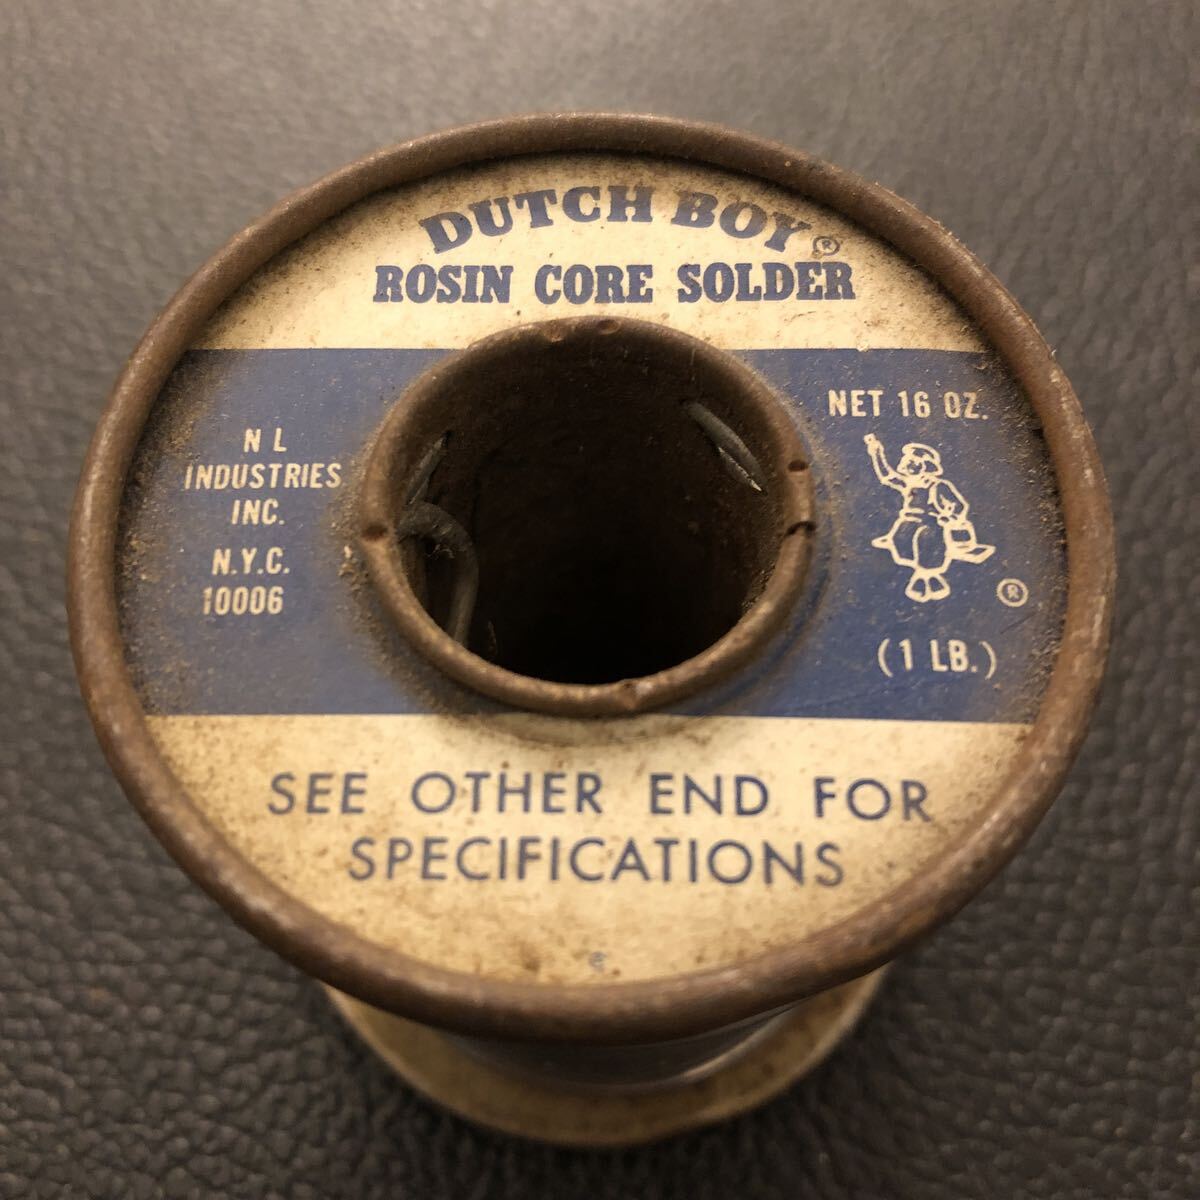 DUTCH BOY®
ROSIN CORE SOLDER
N L
INDUSTRIES
INC.
N.Y.C.
10006
NET 16 OZ.
®
(1 LB.)
SEE OTHER END FOR
SPECIFICATIONS